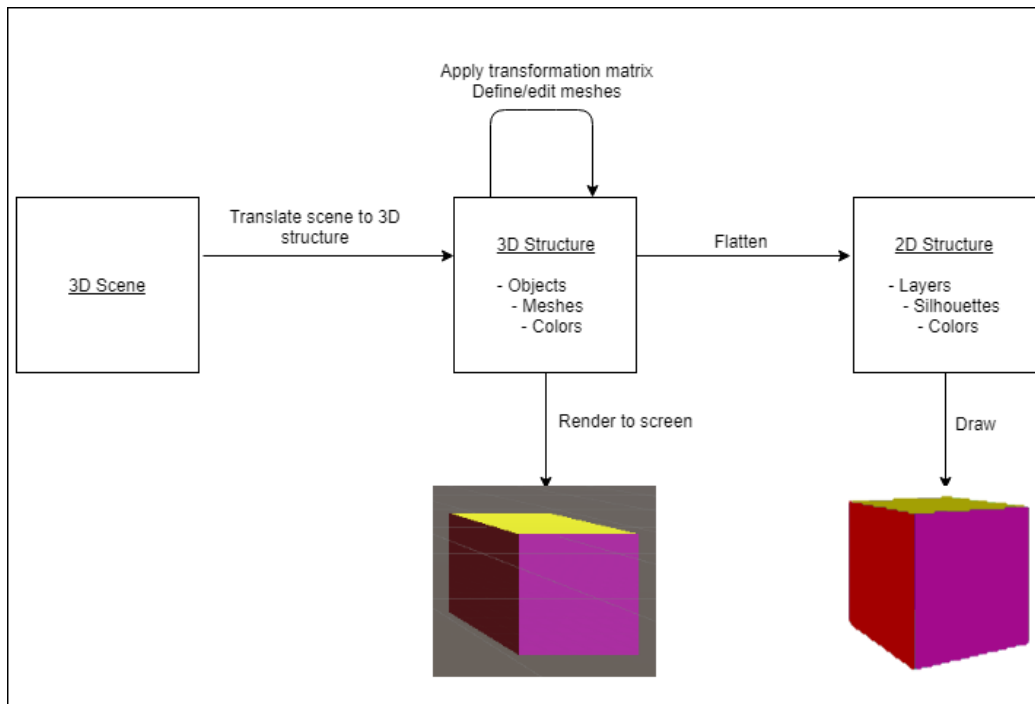 Apply transformation matrix
Define/edit meshes
Translate scene to 3D
structure
3D Scene
3D Structure
- Objects
- Meshes
- Colors
Flatten
2D Structure
- Layers
- Silhouettes
- Colors
Render to screen
Draw